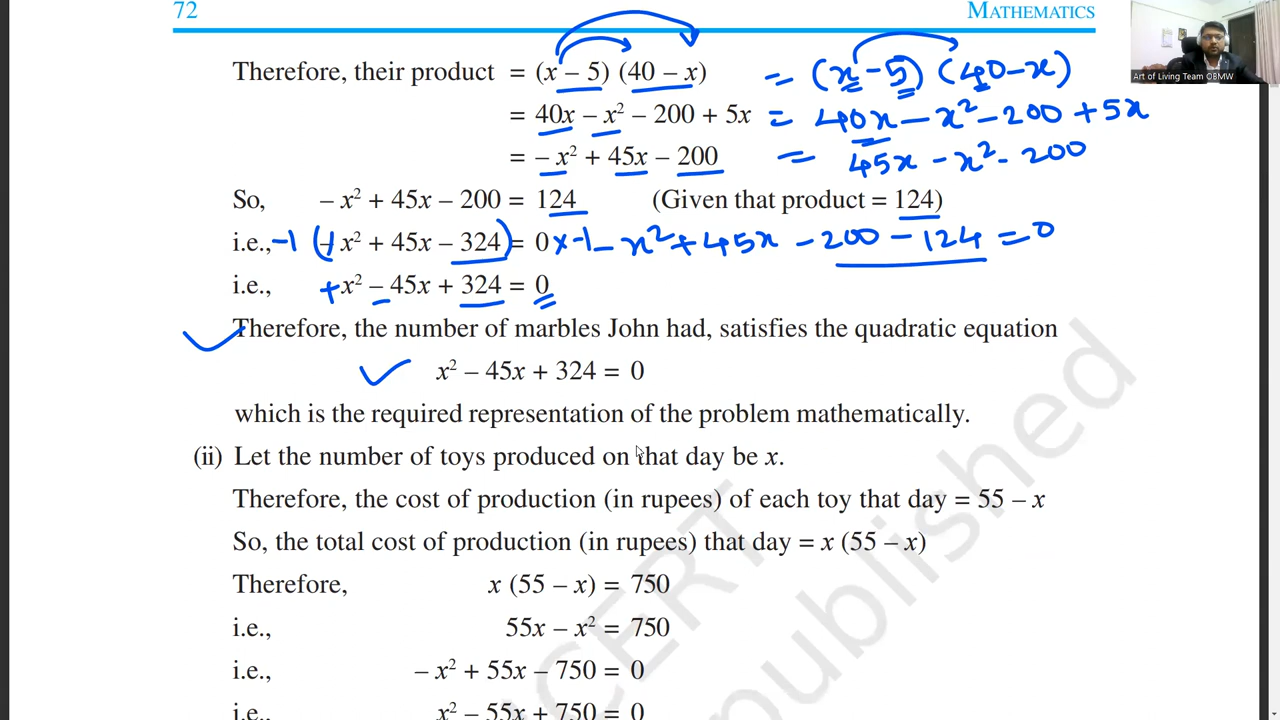 72 MATHEMATICS
Art of Living Team OBMW
Therefore, their product = (x – 5) (40 – x) = (x – 5) (40 – x)
= 40x – x² – 200 + 5x = 40x – x² – 200 + 5x
= – x² + 45x – 200 = 45x – x² – 200
So, – x² + 45x – 200 = 124 (Given that product = 124)
i.e., –1 (– x² + 45x – 324) = 0 x –1 – x² + 45x – 200 – 124 = 0
i.e., + x² – 45x + 324 = 0
Therefore, the number of marbles John had, satisfies the quadratic equation
x² – 45x + 324 = 0
which is the required representation of the problem mathematically.
(ii) Let the number of toys produced on that day be x.
Therefore, the cost of production (in rupees) of each toy that day = 55 – x
So, the total cost of production (in rupees) that day = x (55 – x)
Therefore, x (55 – x) = 750
i.e., 55x – x² = 750
i.e., – x² + 55x – 750 = 0
i.e., x² – 55x + 750 = 0
NCERT
published